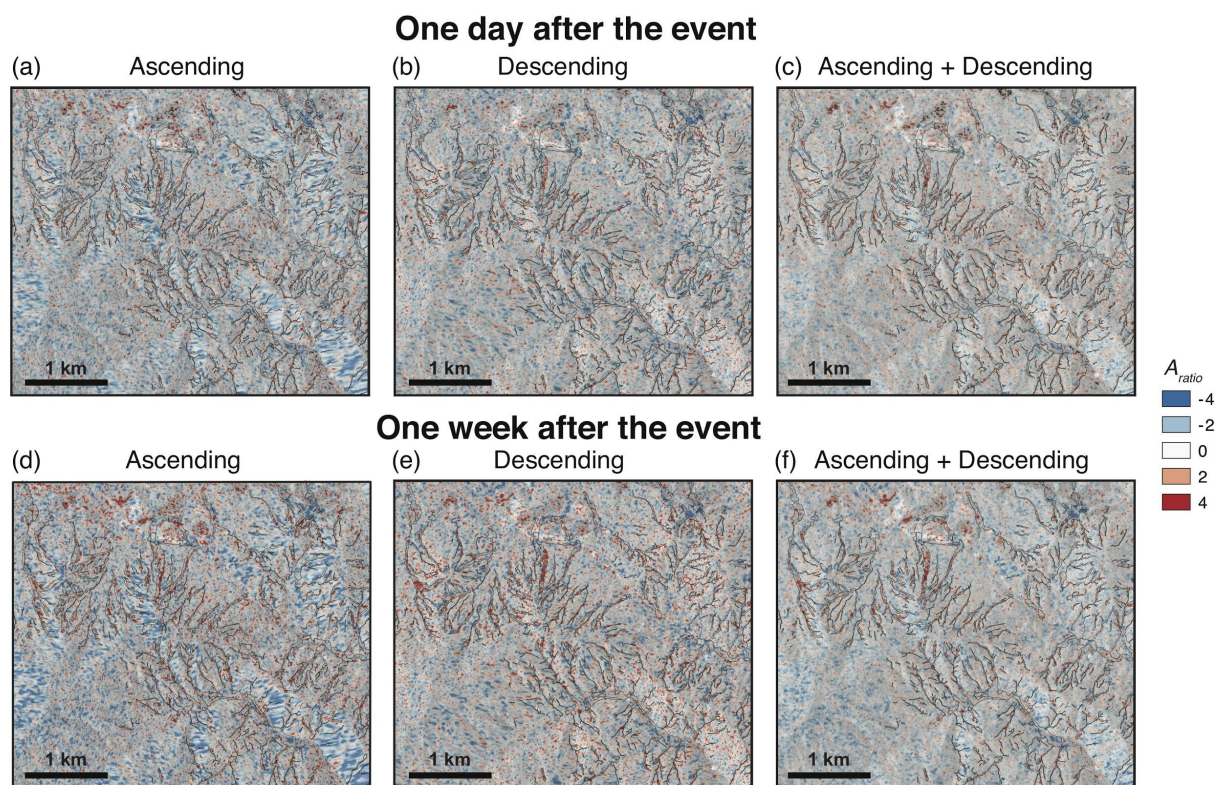 One day after the event
(a) Ascending
(b) Descending
(c) Ascending + Descending
1 km
1 km
1 km
A_ratio
-4
-2
0
2
4
One week after the event
(d) Ascending
(e) Descending
(f) Ascending + Descending
1 km
1 km
1 km